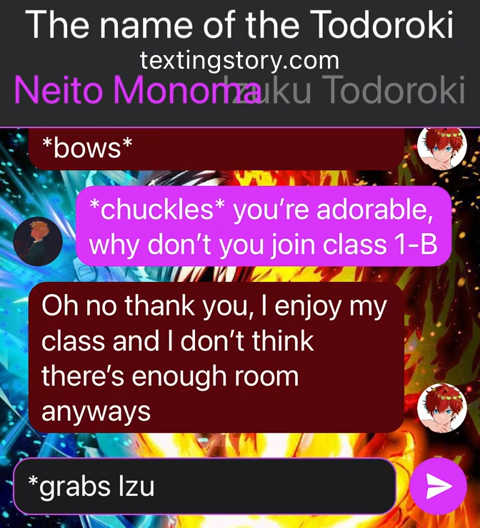 The name of the Todoroki
textingstory.com
Neito Monoma Izuku Todoroki
*bows*
*chuckles* you’re adorable,
why don’t you join class 1-B
Oh no thank you, I enjoy my
class and I don’t think
there’s enough room
anyways
*grabs Izu